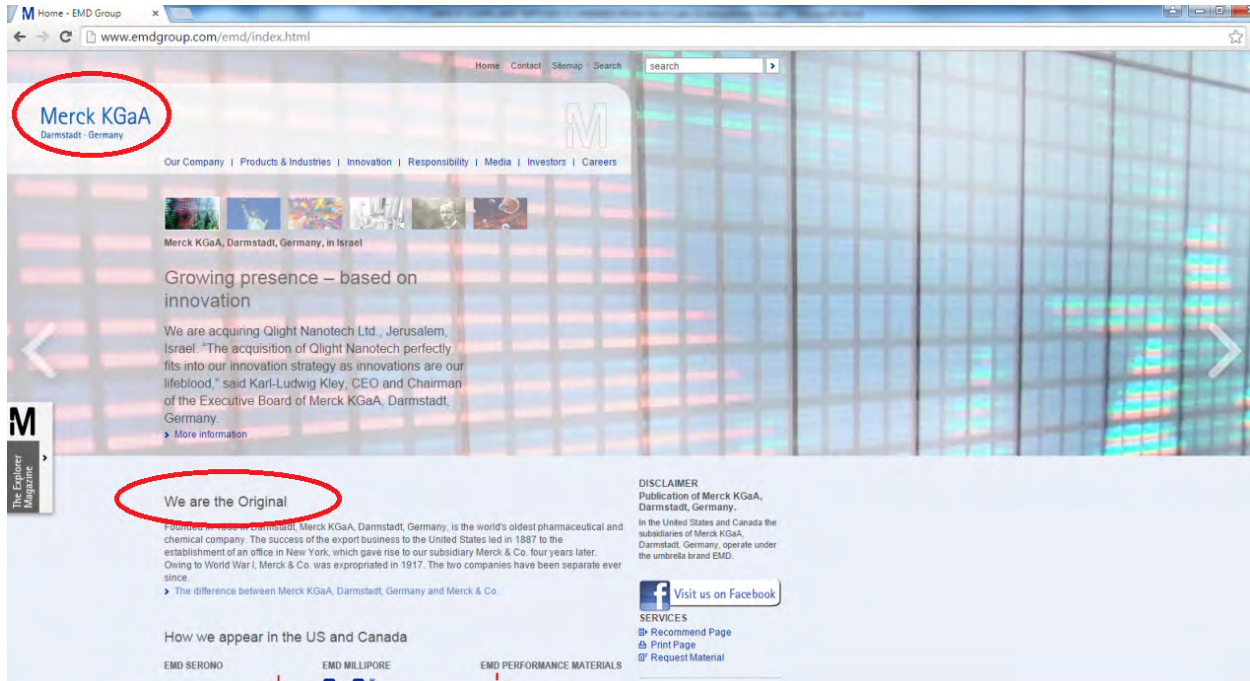 Home - EMD Group
www.emdgroup.com/emd/index.html
Home Contact Sitemap Search
search
Merck KGaA
Darmstadt · Germany
Our Company | Products & Industries | Innovation | Responsibility | Media | Investors | Careers
Merck KGaA, Darmstadt, Germany, in Israel
Growing presence – based on
innovation
We are acquiring Qlight Nanotech Ltd., Jerusalem,
Israel. “The acquisition of Qlight Nanotech perfectly
fits into our innovation strategy as innovations are our
lifeblood,” said Karl-Ludwig Kley, CEO and Chairman
of the Executive Board of Merck KGaA, Darmstadt,
Germany.
More information
M
The Explorer
Magazine
We are the Original
Founded in Darmstadt, Merck KGaA, Darmstadt, Germany, is the world's oldest pharmaceutical and
chemical company. The success of the export business to the United States led in 1887 to the
establishment of an office in New York, which gave rise to our subsidiary Merck & Co. four years later.
Owing to World War I, Merck & Co. was expropriated in 1917. The two companies have been separate ever
since.
The difference between Merck KGaA, Darmstadt, Germany and Merck & Co.
How we appear in the US and Canada
EMD SERONO
EMD MILLIPORE
EMD PERFORMANCE MATERIALS
DISCLAIMER
Publication of Merck KGaA,
Darmstadt, Germany.
In the United States and Canada the
subsidiaries of Merck KGaA,
Darmstadt, Germany, operate under
the umbrella brand EMD.
Visit us on Facebook
SERVICES
Recommend Page
Print Page
Request Material